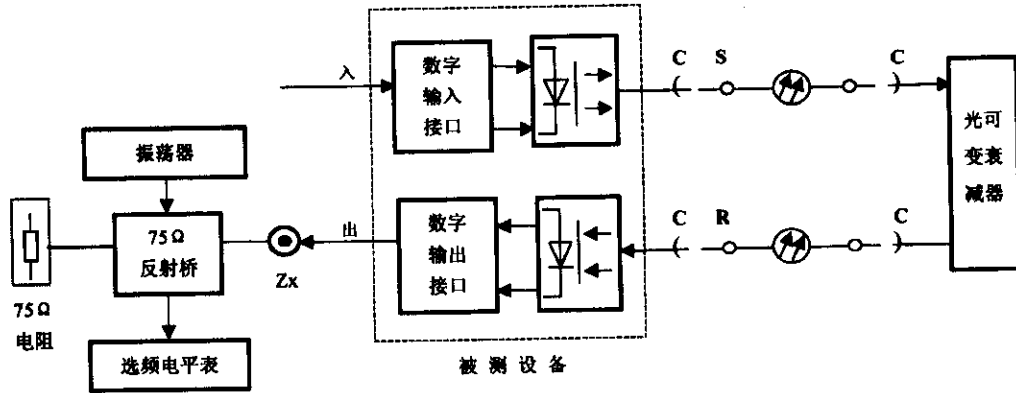 入
数字
输入
接口
C
S
C
光可
变衰
减器
振荡器
75Ω
反射桥
75Ω
电阻
Zx
出
数字
输出
接口
C
R
C
选频电平表
被测设备